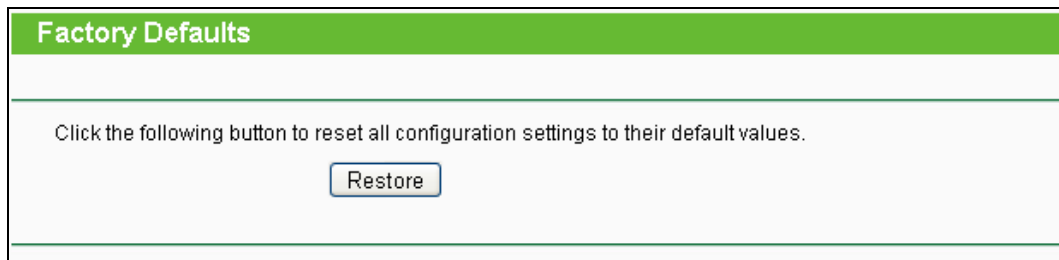 Factory Defaults
Click the following button to reset all configuration settings to their default values.
Restore